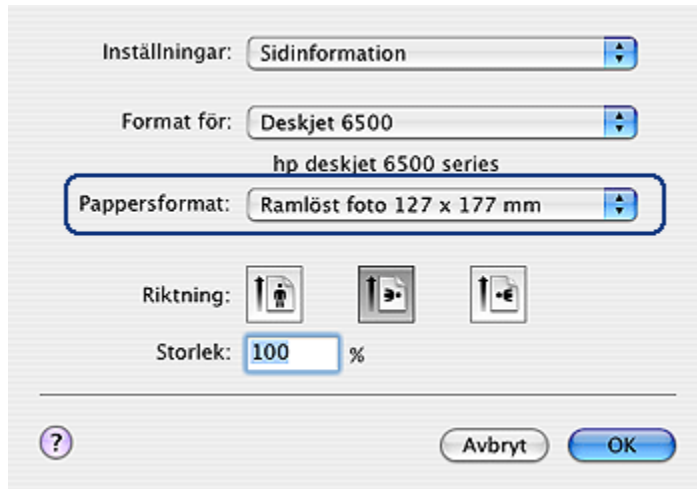 Inställningar: Sidinformation
Format för: Deskjet 6500
hp deskjet 6500 series
Pappersformat: Ramlöst foto 127 x 177 mm
Riktning:
Storlek: 100 %
? Avbryt OK